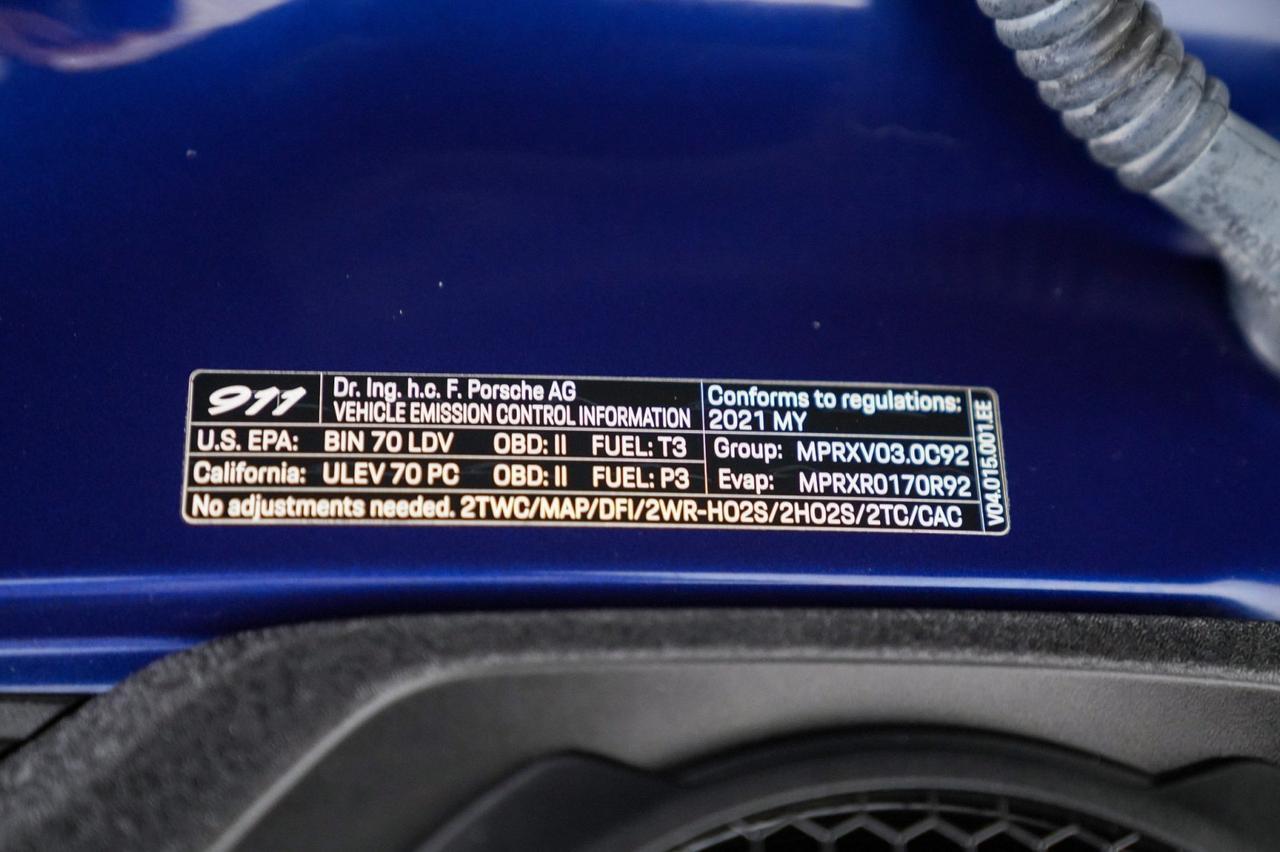 911
Dr. Ing. h.c. F. Porsche AG
VEHICLE EMISSION CONTROL INFORMATION
Conforms to regulations:
2021 MY
U.S. EPA: BIN 70 LDV OBD: II FUEL: T3
Group: MPRXV03.0C92
California: ULEV 70 PC OBD: II FUEL: P3
Evap: MPRXR0170R92
No adjustments needed. 2TWC/MAP/DFI/2WR-HO2S/2HO2S/2TC/CAC
V04.015.001.EE